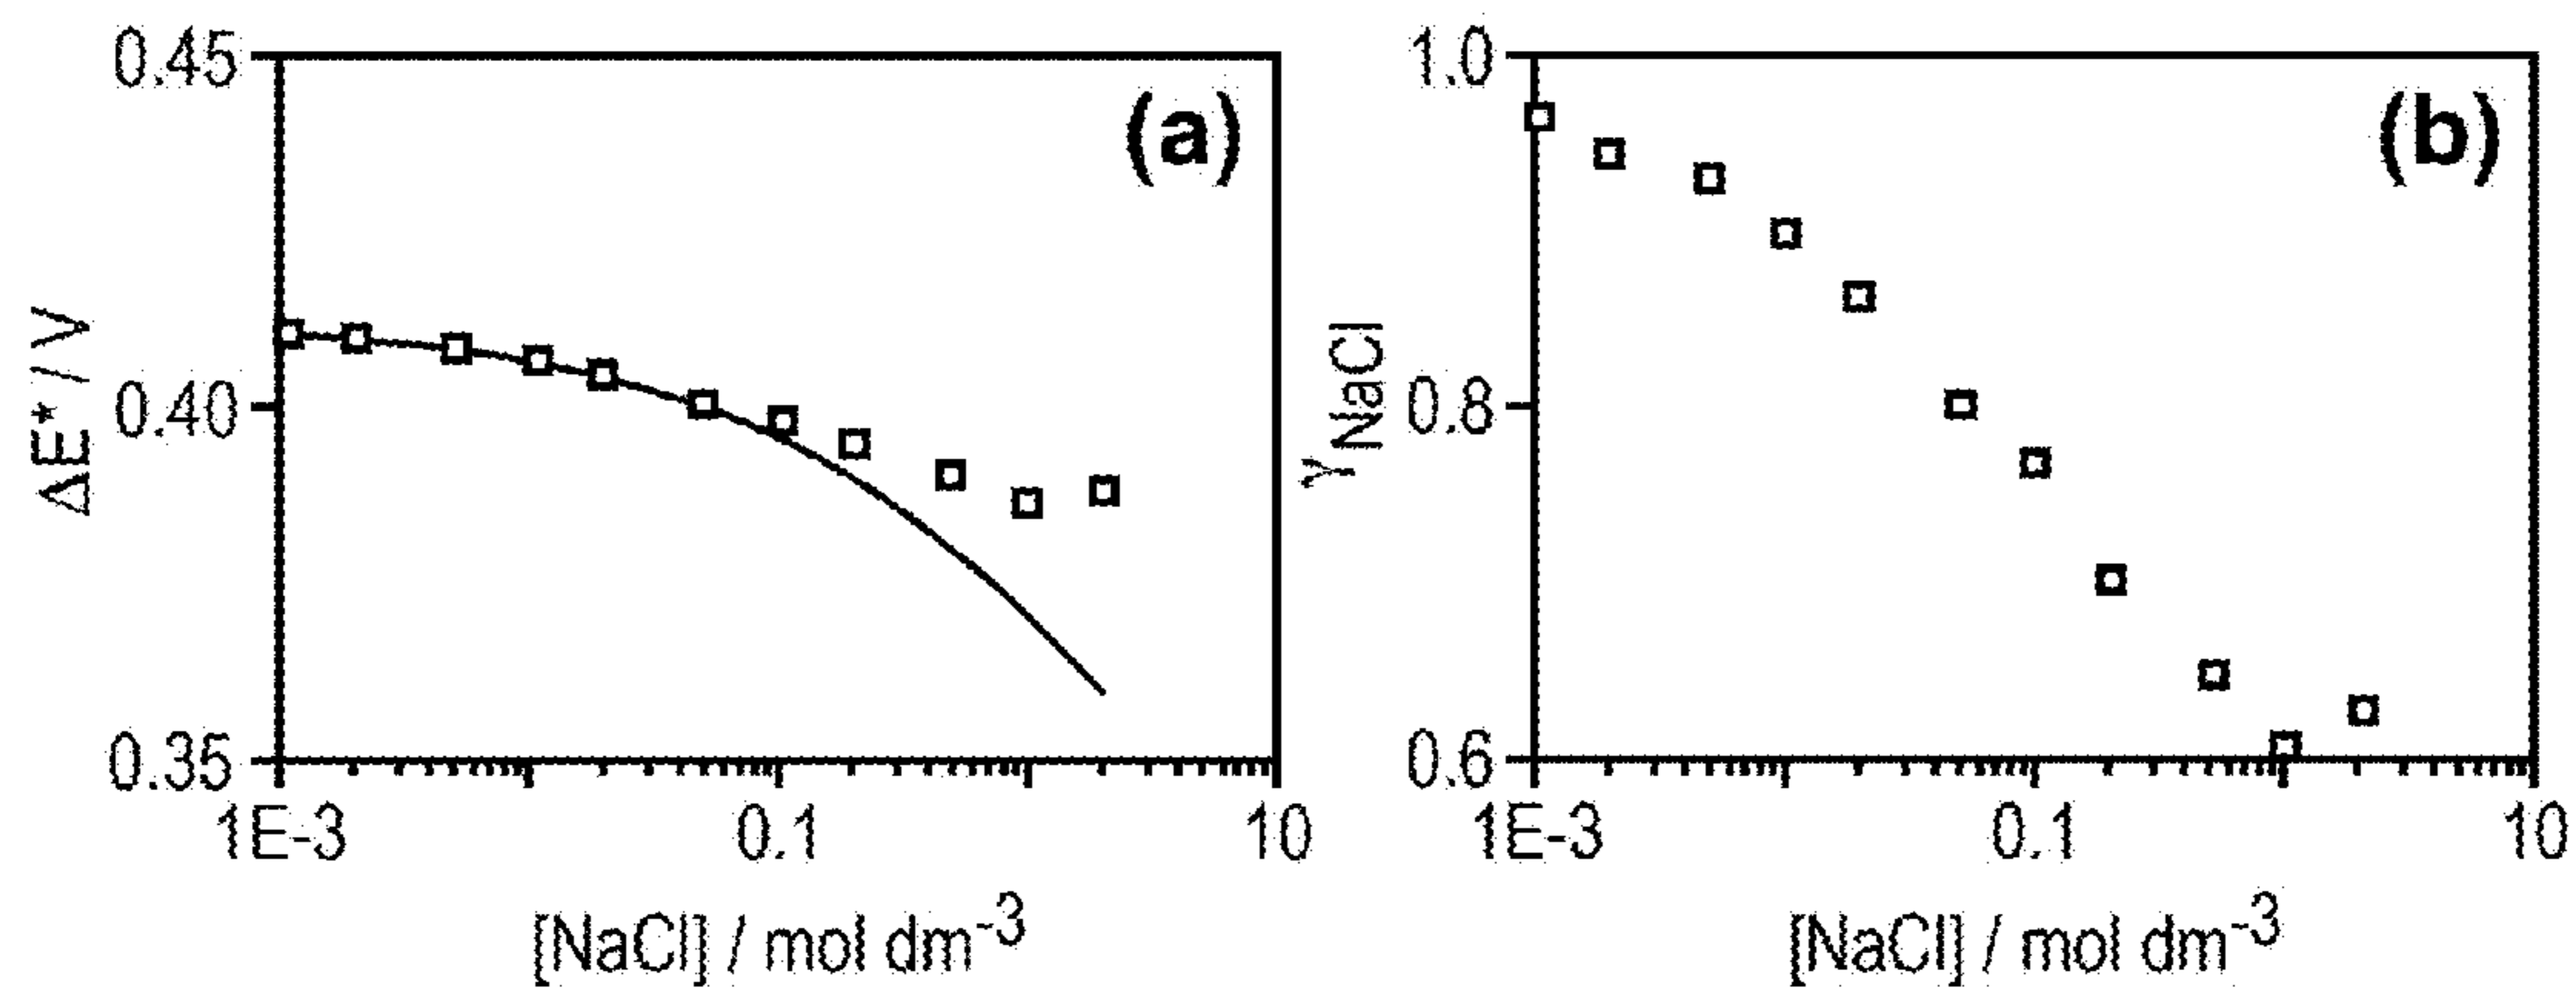 (a)
0.45
0.40
0.35
ΔE* / V
1E-3 0.1 10
[NaCl] / mol dm⁻³
(b)
1.0
0.8
0.6
γNaCl
1E-3 0.1 10
[NaCl] / mol dm⁻³